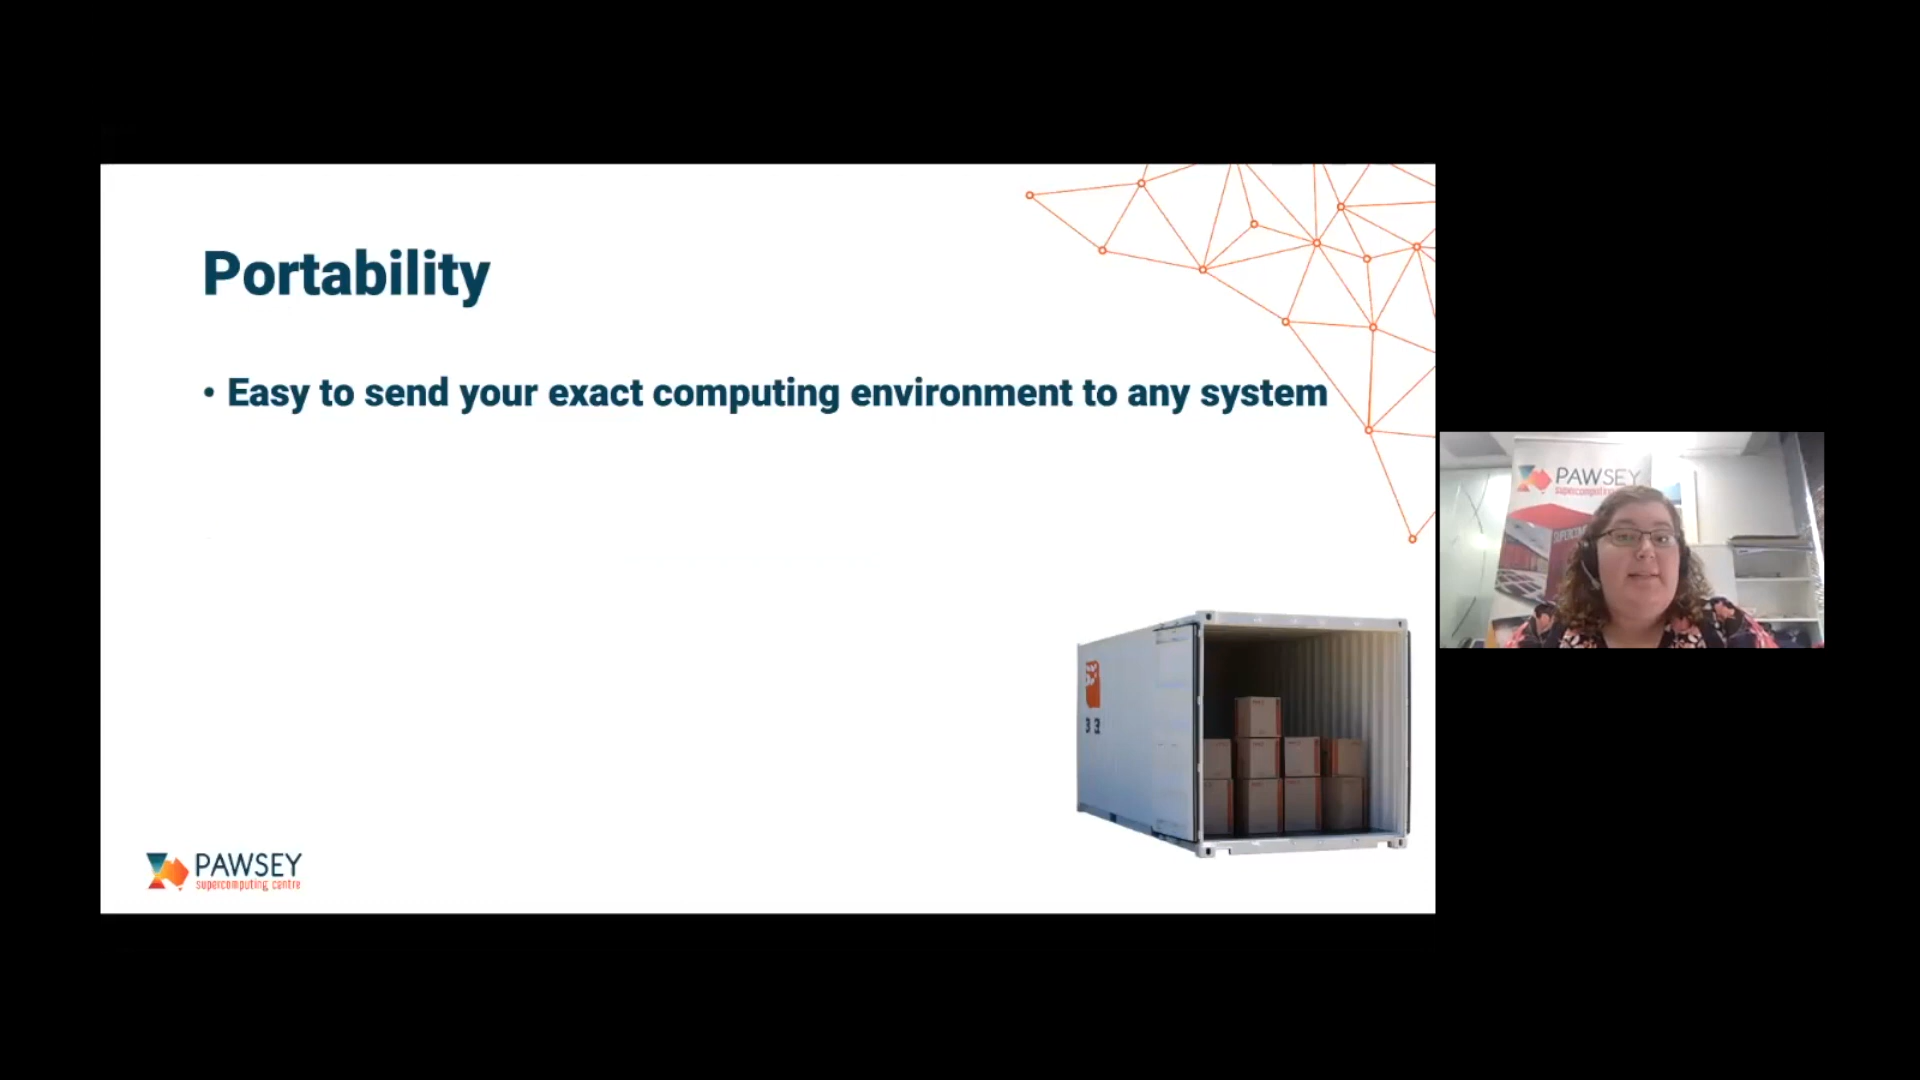 Portability
• Easy to send your exact computing environment to any system
PAWSEY
supercomputing centre
PAWSEY